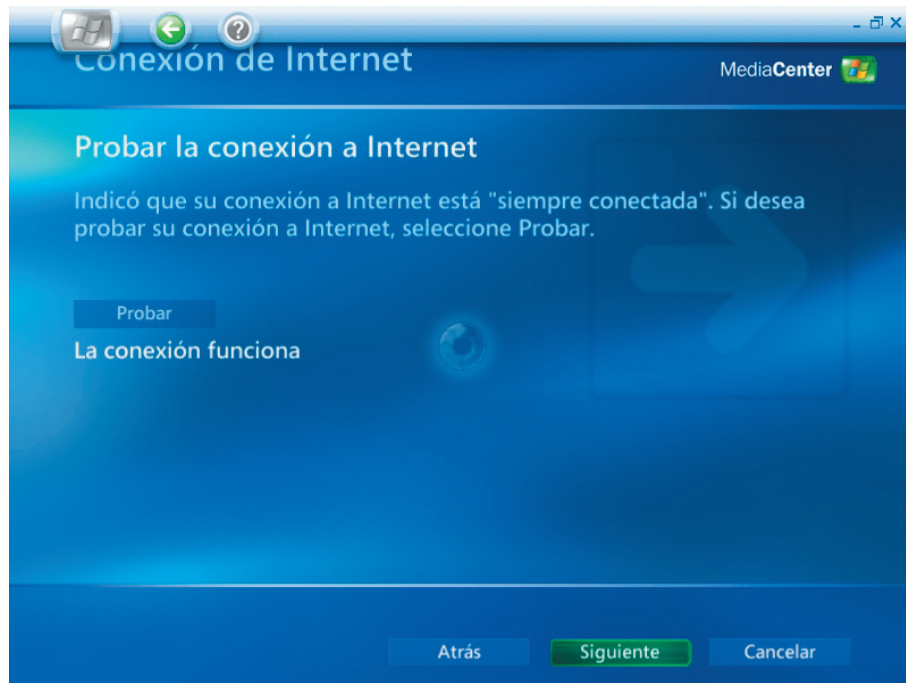 Conexión de Internet
MediaCenter
Probar la conexión a Internet
Indicó que su conexión a Internet está "siempre conectada". Si desea
probar su conexión a Internet, seleccione Probar.
Probar
La conexión funciona
Atrás
Siguiente
Cancelar